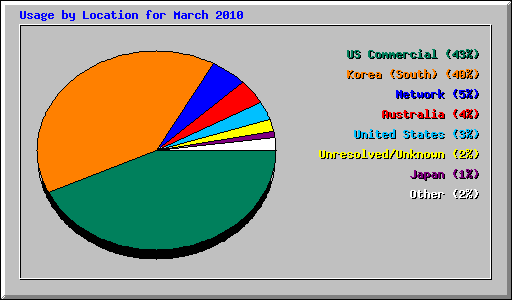 Usage by Location for March 2010
US Commercial (43%)
Korea (South) (40%)
Network (5%)
Australia (4%)
United States (3%)
Unresolved/Unknown (2%)
Japan (1%)
Other (2%)